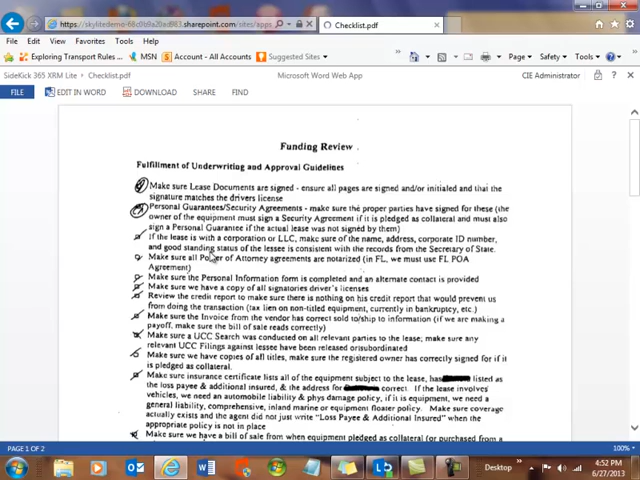 https://skylitedemo-68c0b9a20ad983.sharepoint.com/sites/apps
Checklist.pdf
File Edit View Favorites Tools Help
Exploring Transport Rules... MSN Account - All Accounts Suggested Sites Page Safety Tools
SideKick 365 XRM Lite Checklist.pdf Microsoft Word Web App CIE Administrator
FILE EDIT IN WORD DOWNLOAD SHARE FIND
Funding Review
Fulfillment of Underwriting and Approval Guidelines
Make sure Lease Documents are signed - ensure all pages are signed and/or initialed and that the
signature matches the drivers license
Personal Guarantees/Security Agreements - make sure the proper parties have signed for these (the
owner of the equipment must sign a Security Agreement if it is pledged as collateral and must also
sign a Personal Guarantee if the actual lease was not signed by them)
If the lease is with a corporation or LLC, make sure of the name, address, corporate ID number,
and good standing status of the lessee is consistent with the records from the Secretary of State.
Make sure all Power of Attorney agreements are notarized (in FL, we must use FL POA
Agreement)
Make sure the Personal Information form is completed and an alternate contact is provided
Make sure we have a copy of all signatories driver's licenses
Review the credit report to make sure there is nothing on his credit report that would prevent us
from doing the transaction (tax lien on non-titled equipment, currently in bankruptcy, etc.)
Make sure the Invoice from the vendor has correct sold to/ship to information (if we are making a
payoff, make sure the bill of sale reads correctly)
Make sure a UCC Search was conducted on all relevant parties to the lease; make sure any
relevant UCC Filings against lessee have been released or subordinated
Make sure we have copies of all titles, make sure the registered owner has correctly signed for if it
is pledged as collateral.
Make sure insurance certificate lists all of the equipment subject to the lease, has listed as
the loss payee & additional insured, & the address for correct. If the lease involves
vehicles, we need an automobile liability & phys damage policy, if it is equipment, we need a
general liability, comprehensive, inland marine or equipment floater policy. Make sure coverage
actually exists and the agent did not just write "Loss Payee & Additional Insured" when the
appropriate policy is not in place
Make sure we have a bill of sale from when equipment pledged as collateral (or purchased from a
PAGE 1 OF 2 100%
Desktop
4:52 PM
6/27/2013